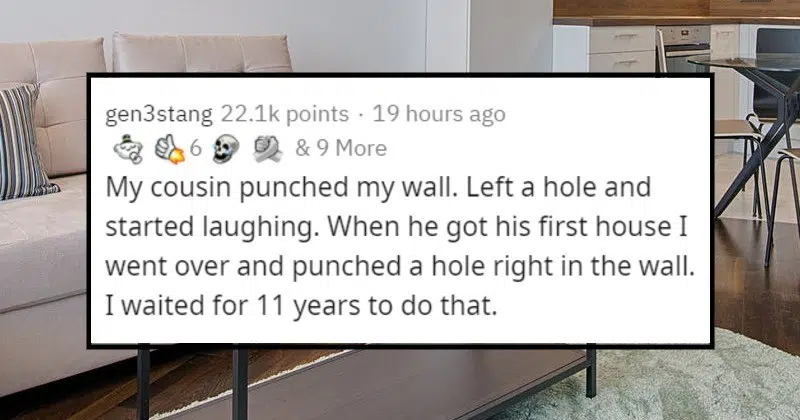 gen3stang 22.1k points · 19 hours ago
6 & 9 More
My cousin punched my wall. Left a hole and
started laughing. When he got his first house I
went over and punched a hole right in the wall.
I waited for 11 years to do that.